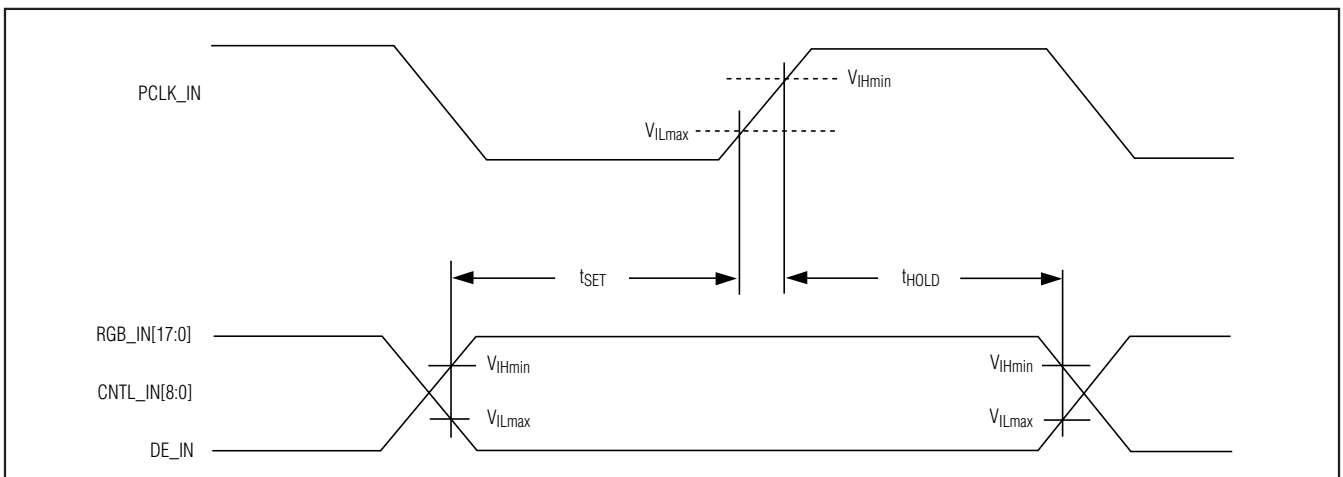 PCLK_IN
VIHmin
VILmax
tSET
tHOLD
RGB_IN[17:0]
VIHmin
VIHmin
CNTL_IN[8:0]
VILmax
VILmax
DE_IN